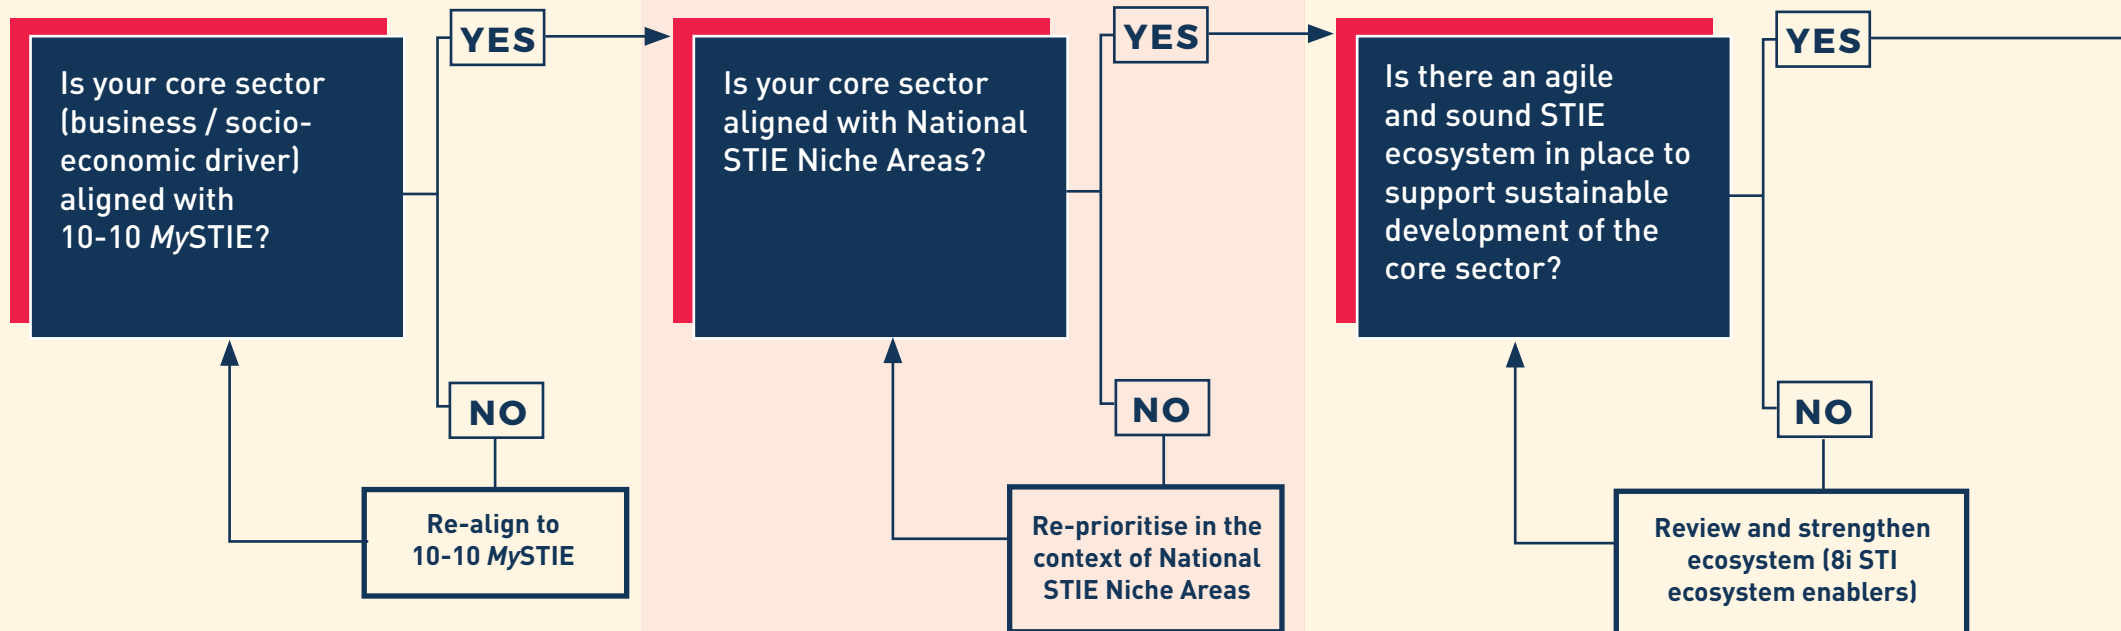 Is your core sector
(business / socio-
economic driver)
aligned with
10-10 MySTIE?
YES
NO
Re-align to
10-10 MySTIE
Is your core sector
aligned with National
STIE Niche Areas?
YES
NO
Re-prioritise in the
context of National
STIE Niche Areas
Is there an agile
and sound STIE
ecosystem in place to
support sustainable
development of the
core sector?
YES
NO
Review and strengthen
ecosystem (8i STI
ecosystem enablers)